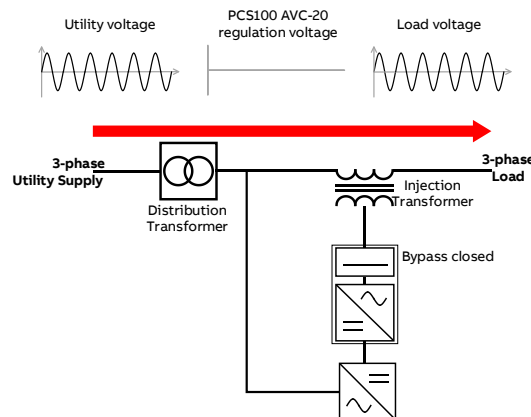 Utility voltage
PCS100 AVC-20
regulation voltage
Load voltage
3-phase
Utility Supply
Distribution
Transformer
Injection
Transformer
3-phase
Load
Bypass closed